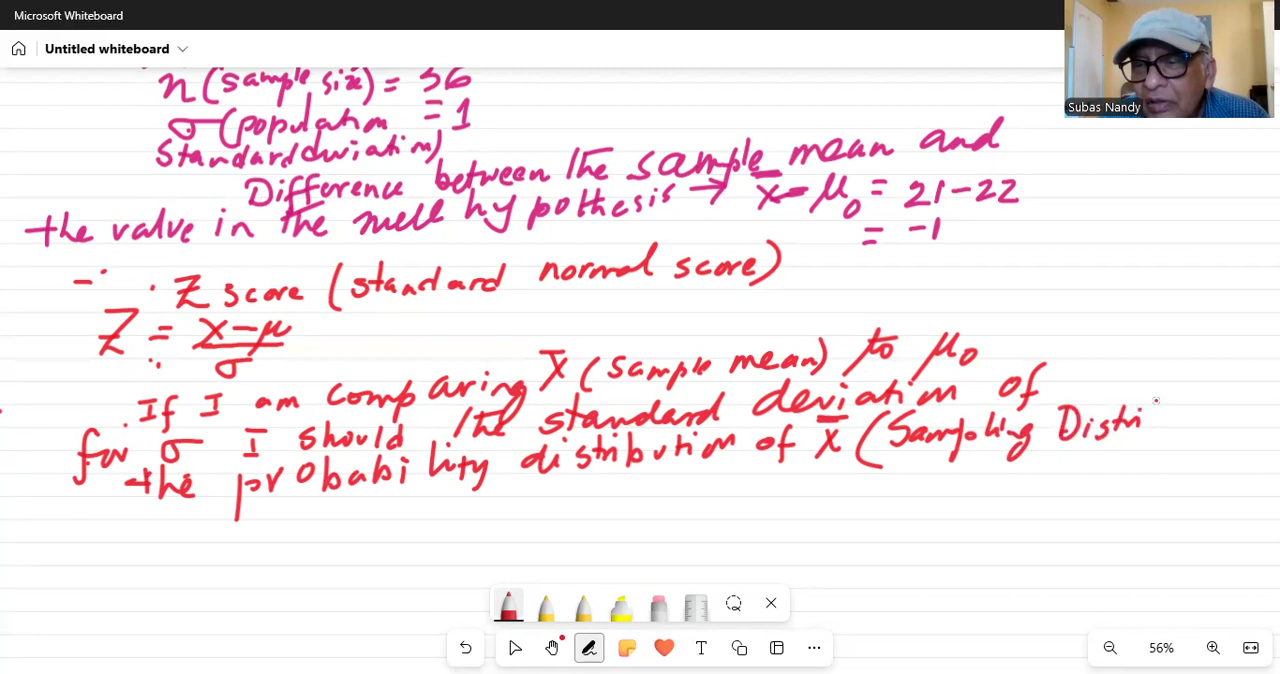 Microsoft Whiteboard
Untitled whiteboard
Subas Nandy
n (sample size) = 36
σ (population = 1
standard deviation)
Difference between the sample mean and
the value in the null hypothesis → x̄ - μ₀ = 21-22
= -1
Z score (standard normal score)
Z = x-μ
σ
If I am comparing x̄ (sample mean) to μ₀
for σ I should the standard deviation of
the probability distribution of x̄ (Sampling Distri
56%